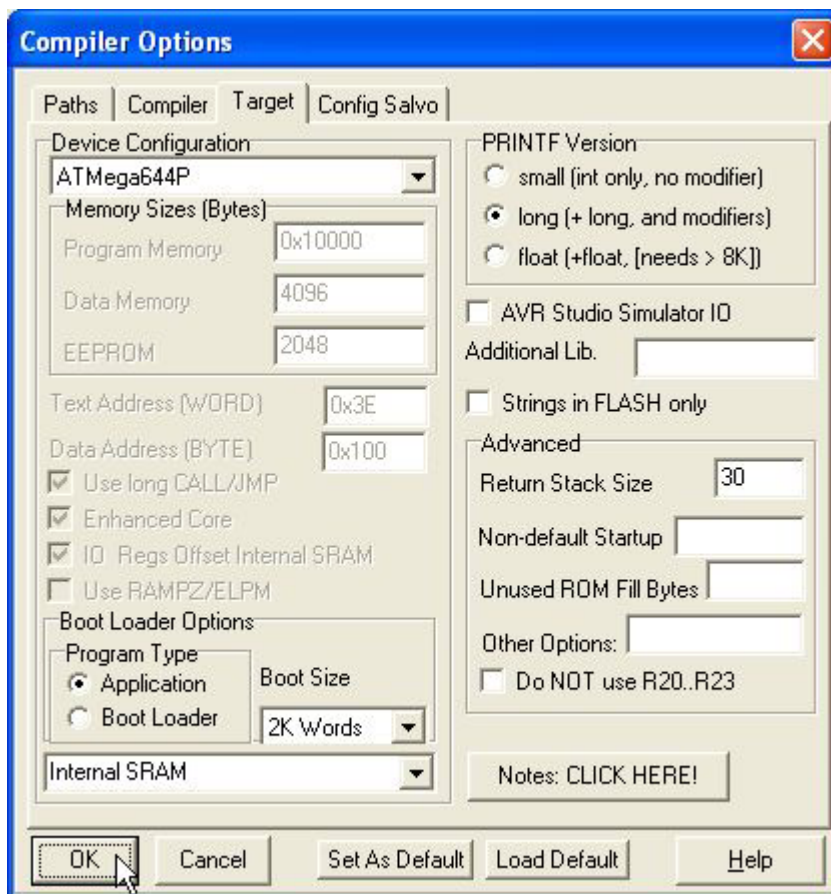 Compiler Options
Paths
Compiler
Target
Config Salvo
Device Configuration
ATMega644P
Memory Sizes (Bytes)
Program Memory 0x10000
Data Memory 4096
EEPROM 2048
Text Address (WORD) 0x3E
Data Address (BYTE) 0x100
Use long CALL/JMP
Enhanced Core
IO Regs Offset Internal SRAM
Use RAMPZ/ELPM
Boot Loader Options
Program Type
Application
Boot Loader
Boot Size
2K Words
Internal SRAM
PRINTF Version
small (int only, no modifier)
long (+ long, and modifiers)
float (+float, [needs > 8K])
AVR Studio Simulator IO
Additional Lib.
Strings in FLASH only
Advanced
Return Stack Size 30
Non-default Startup
Unused ROM Fill Bytes
Other Options:
Do NOT use R20..R23
Notes: CLICK HERE!
OK
Cancel
Set As Default
Load Default
Help